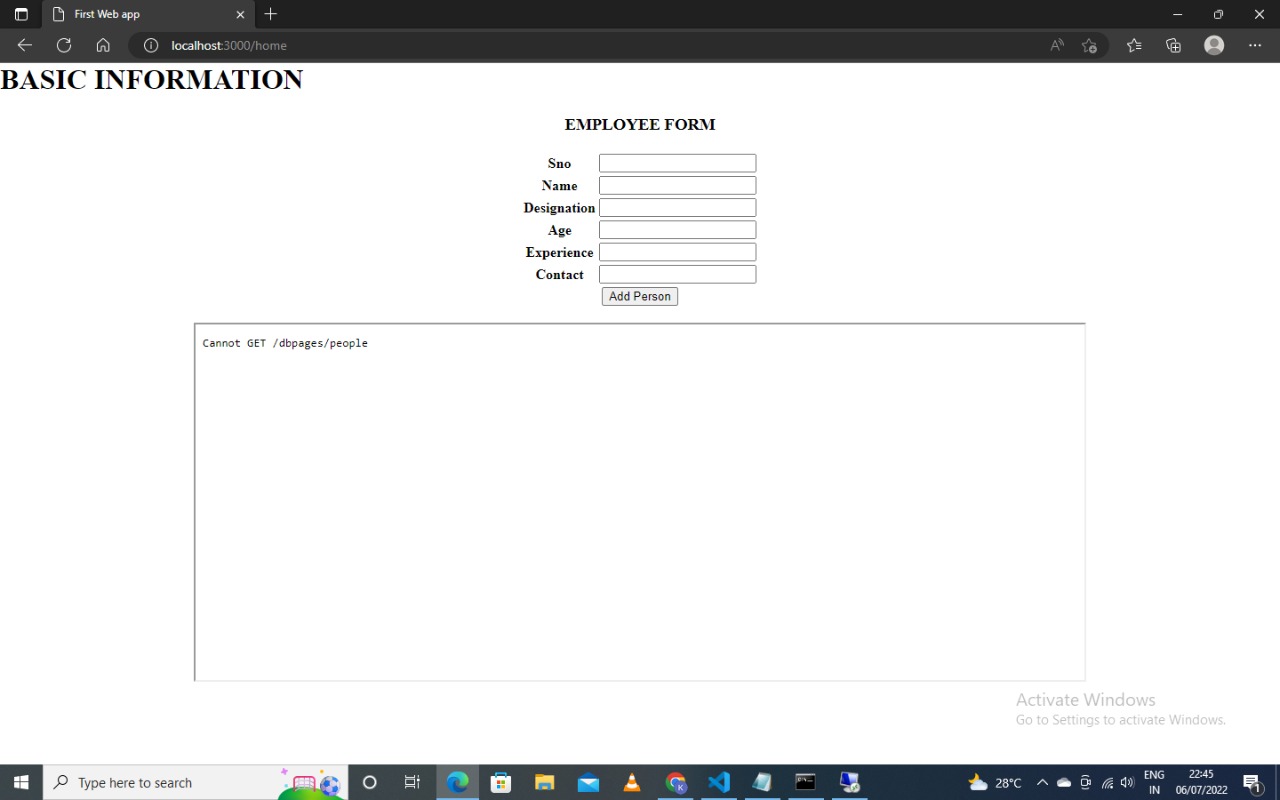 First Web app
localhost:3000/home
BASIC INFORMATION
EMPLOYEE FORM
Sno
Name
Designation
Age
Experience
Contact
Add Person
Cannot GET /dbpages/people
Activate Windows
Go to Settings to activate Windows.
Type here to search
28°C
ENG
IN
22:45
06/07/2022
1